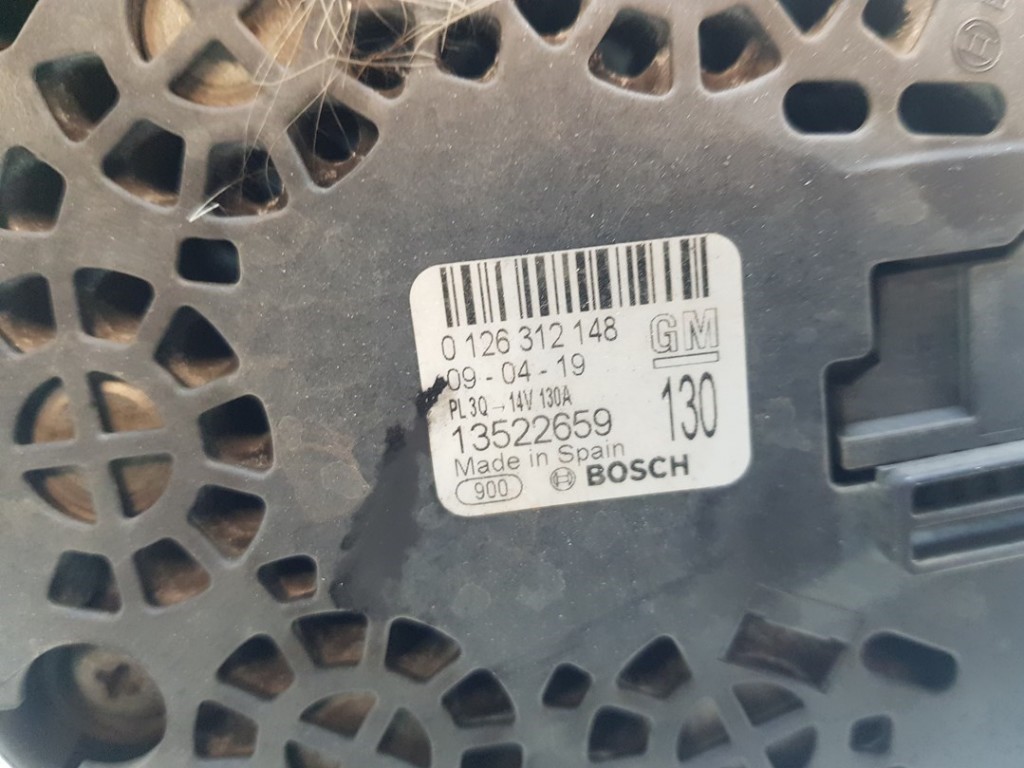 0 126 312 148
GM
09 - 04 - 19
PL 3Q → 14V 130A
130
13522659
Made in Spain
900 BOSCH